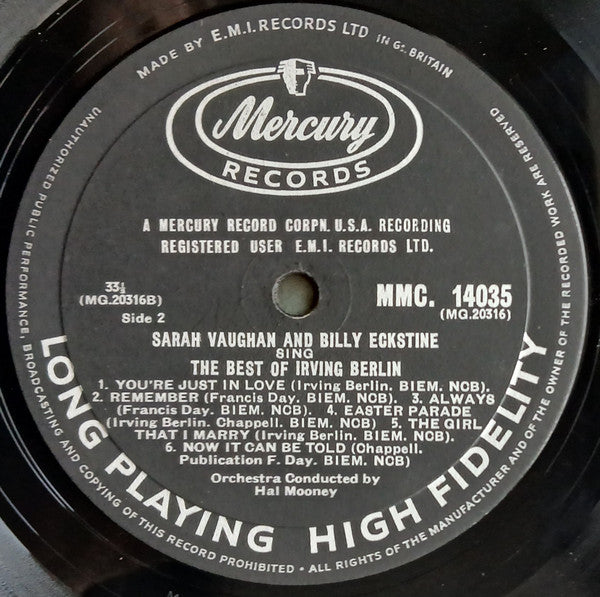 MADE BY E.M.I. RECORDS LTD IN Gt. BRITAIN
Mercury
RECORDS
A MERCURY RECORD CORPN. U.S.A. RECORDING
REGISTERED USER E.M.I. RECORDS LTD.
33⅓
(MG.20316B)
Side 2
MMC. 14035
(MG.20316)
SARAH VAUGHAN AND BILLY ECKSTINE
SING
THE BEST OF IRVING BERLIN
1. YOU'RE JUST IN LOVE (Irving Berlin. BIEM. NCB).
2. REMEMBER (Francis Day. BIEM. NCB). 3. ALWAYS
(Francis Day. BIEM. NCB). 4. EASTER PARADE
(Irving Berlin. Chappell. BIEM. NCB) 5. THE GIRL
THAT I MARRY (Irving Berlin. BIEM. NCB)
6. NOW IT CAN BE TOLD (Chappell.
Publication F. Day. BIEM. NCB)
Orchestra Conducted by
Hal Mooney
LONG PLAYING HIGH FIDELITY
UNAUTHORIZED PUBLIC PERFORMANCE, BROADCASTING AND COPYING OF THIS RECORD PROHIBITED • ALL RIGHTS OF THE MANUFACTURER AND OF THE OWNER OF THE RECORDED WORK ARE RESERVED